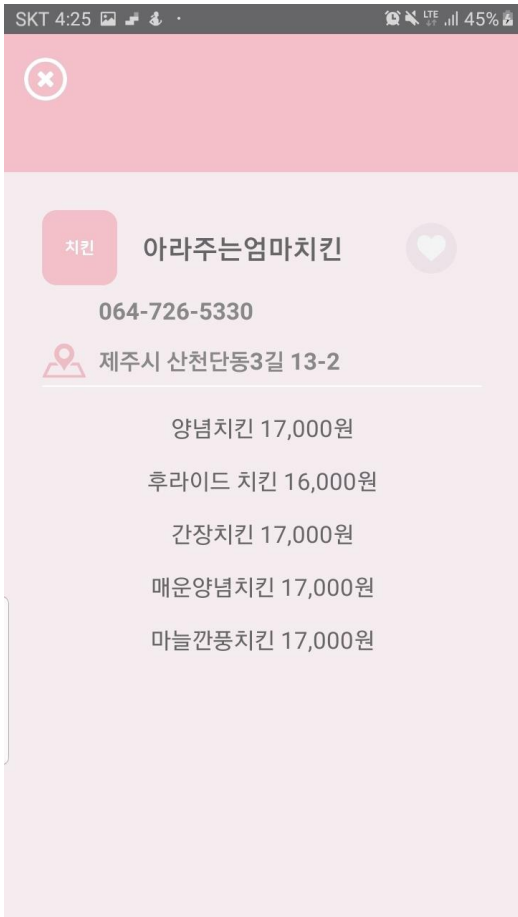 SKT 4:25 LTE 45%
치킨
아라주는엄마치킨
064-726-5330
제주시 산천단동3길 13-2
양념치킨 17,000원
후라이드 치킨 16,000원
간장치킨 17,000원
매운양념치킨 17,000원
마늘깐풍치킨 17,000원